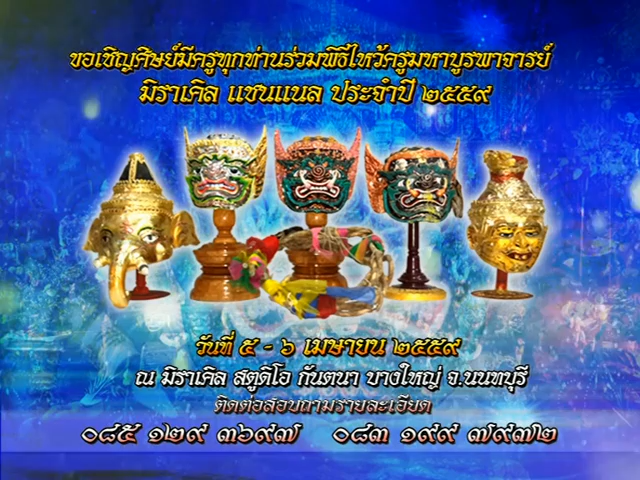 ขอเชิญศิษย์มีครูทุกท่านร่วมพิธีไหว้ครูมหาบูรพาจารย์
มิราเคิล แชนแนล ประจำปี ๒๕๕๙
วันที่ ๕ - ๖ เมษายน ๒๕๕๙
ณ มิราเคิล สตูดิโอ กันตนา บางใหญ่ จ.นนทบุรี
ติดต่อสอบถามรายละเอียด
๐๘๕ ๑๒๙ ๓๖๙๗ ๐๘๓ ๑๙๙ ๗๙๗๒